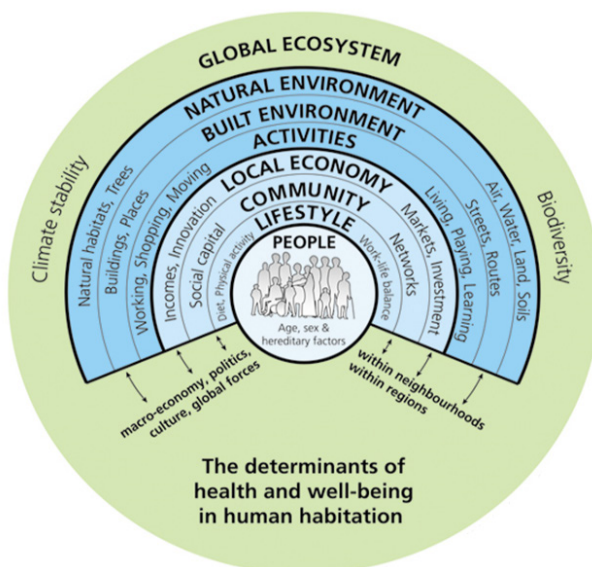 GLOBAL ECOSYSTEM
NATURAL ENVIRONMENT
BUILT ENVIRONMENT
ACTIVITIES
LOCAL ECONOMY
COMMUNITY
LIFESTYLE
PEOPLE
Age, sex &
hereditary factors
Climate stability
Natural habitats, Trees
Buildings, Places
Working, Shopping, Moving
Incomes, Innovation
Social capital
Diet, Physical activity
Work-life balance
Networks
Markets, Investment
Living, Playing, Learning
Streets, Routes
Air, Water, Land, Soils
Biodiversity
macro-economy, politics,
culture, global forces
within neighbourhoods
within regions
The determinants of
health and well-being
in human habitation